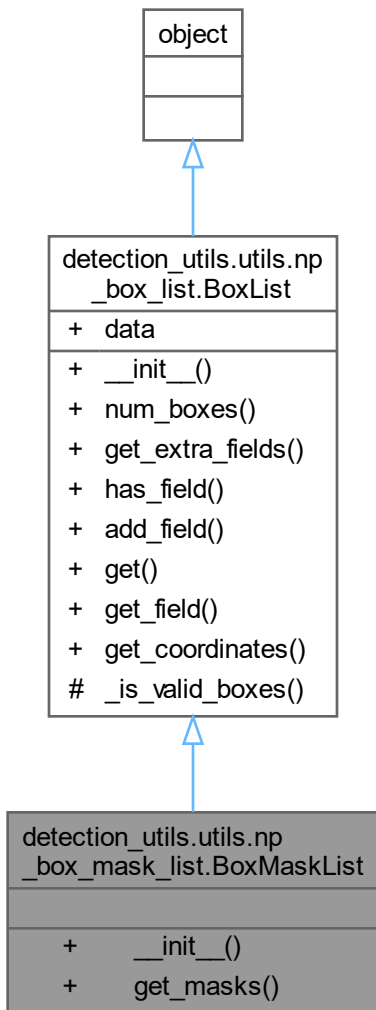 object
detection_utils.utils.np
_box_list.BoxList
+ data
+ __init__()
+ num_boxes()
+ get_extra_fields()
+ has_field()
+ add_field()
+ get()
+ get_field()
+ get_coordinates()
# _is_valid_boxes()
detection_utils.utils.np
_box_mask_list.BoxMaskList
+ __init__()
+ get_masks()